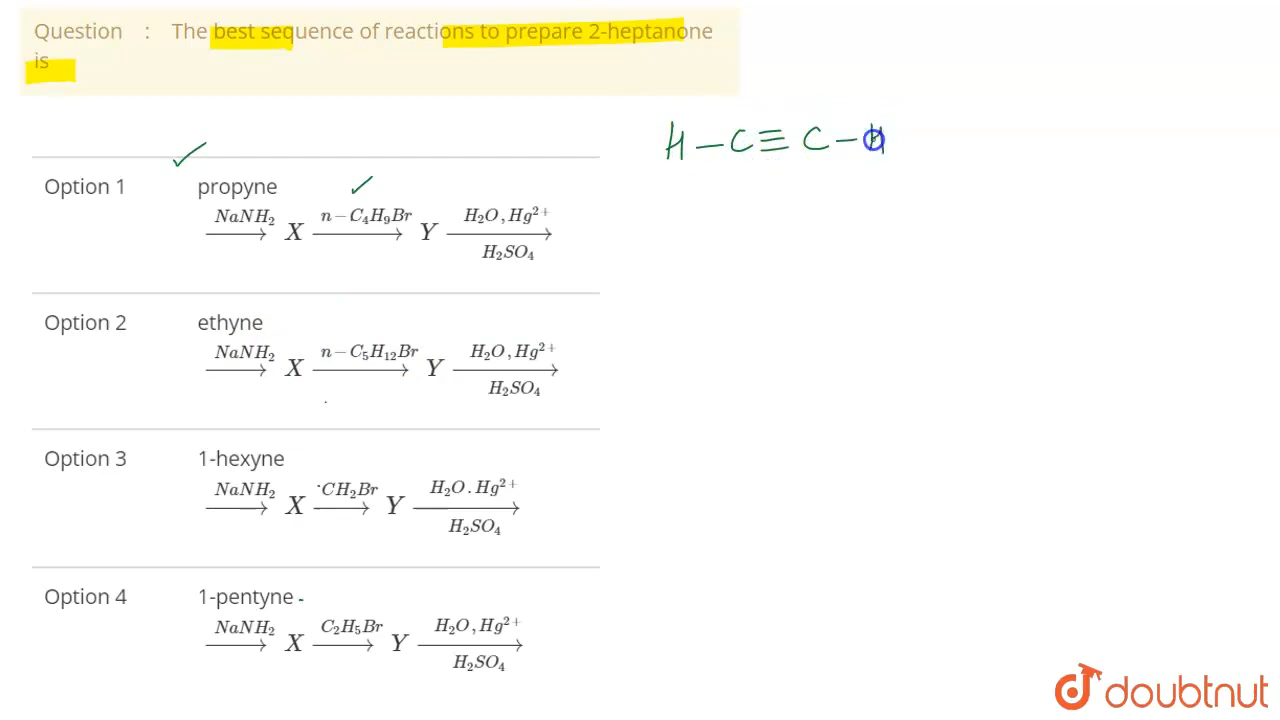 Question : The best sequence of reactions to prepare 2-heptanone
is
H – C ≡ C – H
Option 1 propyne
NaNH₂ X n − C₄H₉Br Y H₂O, Hg²⁺
H₂SO₄
Option 2 ethyne
NaNH₂ X n − C₅H₁₂Br Y H₂O, Hg²⁺
H₂SO₄
Option 3 1-hexyne
NaNH₂ X ·CH₂Br Y H₂O . Hg²⁺
H₂SO₄
Option 4 1-pentyne
NaNH₂ X C₂H₅Br Y H₂O, Hg²⁺
H₂SO₄
doubtnut